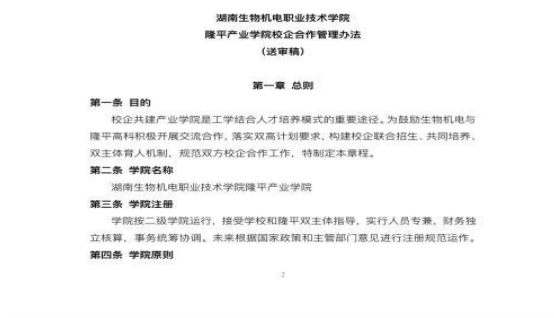 湖南生物机电职业技术学院
隆平产业学院校企合作管理办法
（送审稿）
第一章 总则
第一条 目的
校企共建产业学院是工学结合人才培养模式的重要途径。为鼓励生物机电与
隆平高科积极开展交流合作，落实双高计划要求，构建校企联合招生、共同培养、
双主体育人机制，规范双方校企合作工作，特制定本章程。
第二条 学院名称
湖南生物机电职业技术学院隆平产业学院
第三条 学院注册
学院按二级学院运行，接受学校和隆平双主体指导，实行人员专兼，财务独
立核算，事务统筹协调。未来根据国家政策和主管部门意见进行注册规范运作。
第四条 学院原则
2